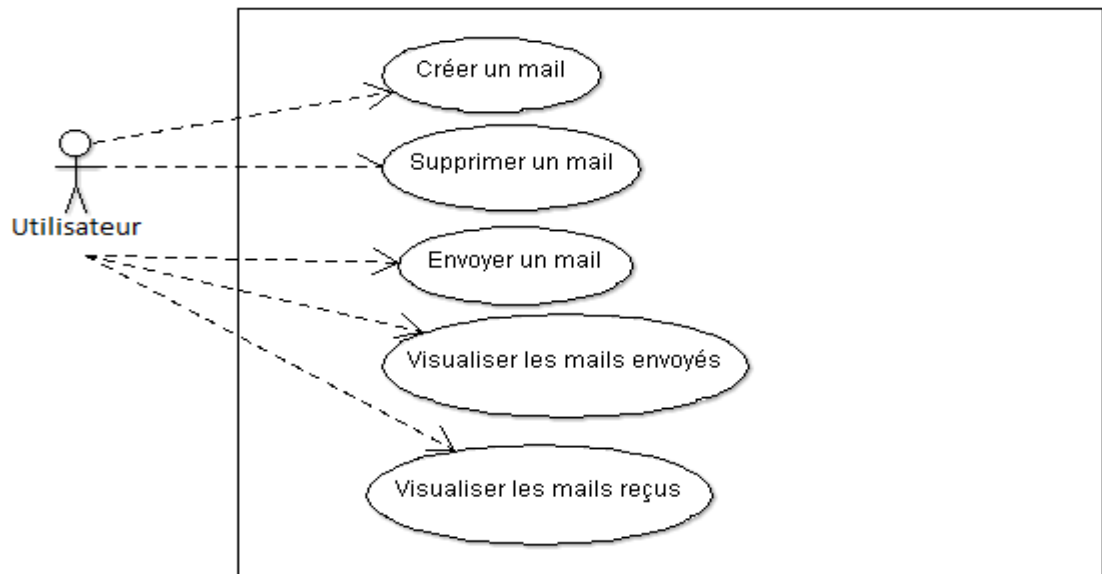 Créer un mail
Supprimer un mail
Utilisateur
Envoyer un mail
Visualiser les mails envoyés
Visualiser les mails reçus